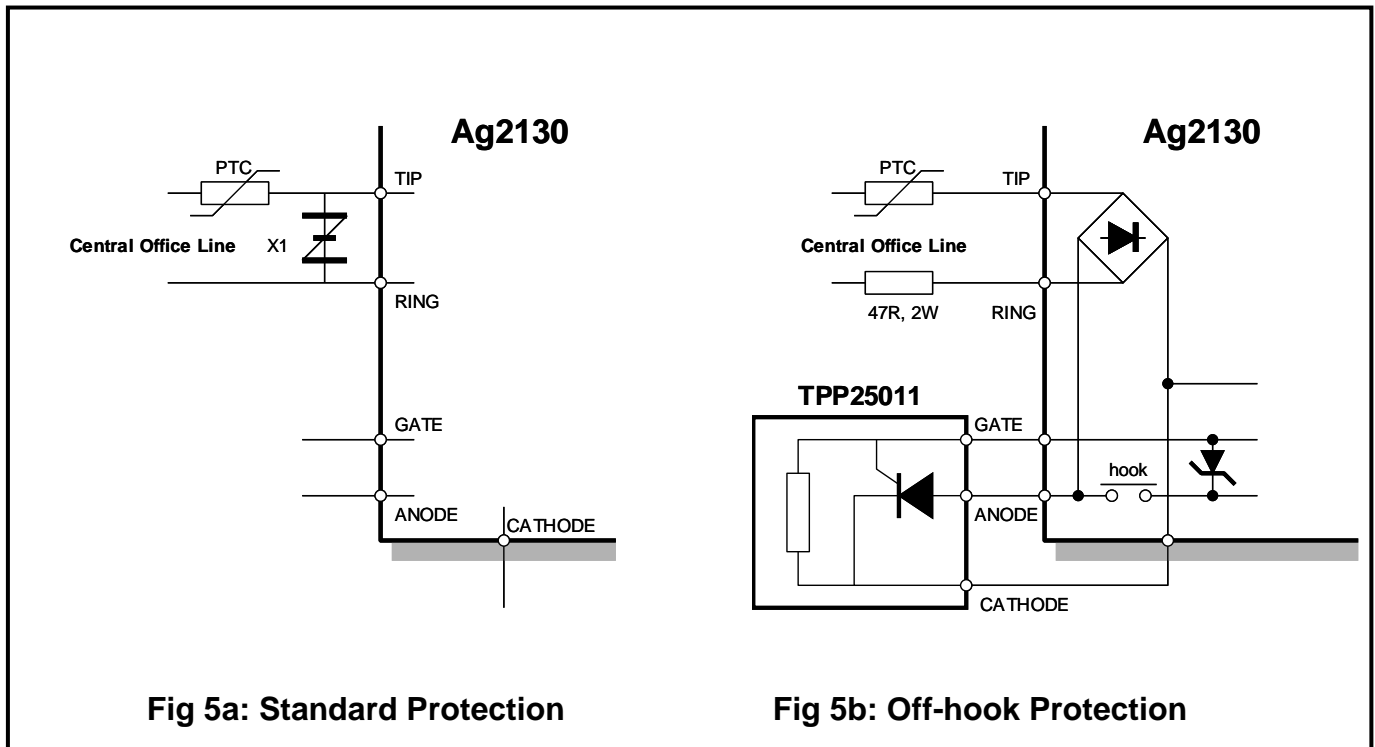 Ag2130
PTC
TIP
Central Office Line
X1
RING
GATE
ANODE
CATHODE
Fig 5a: Standard Protection
Ag2130
PTC
TIP
Central Office Line
47R, 2W
RING
TPP25011
GATE
hook
ANODE
CATHODE
Fig 5b: Off-hook Protection